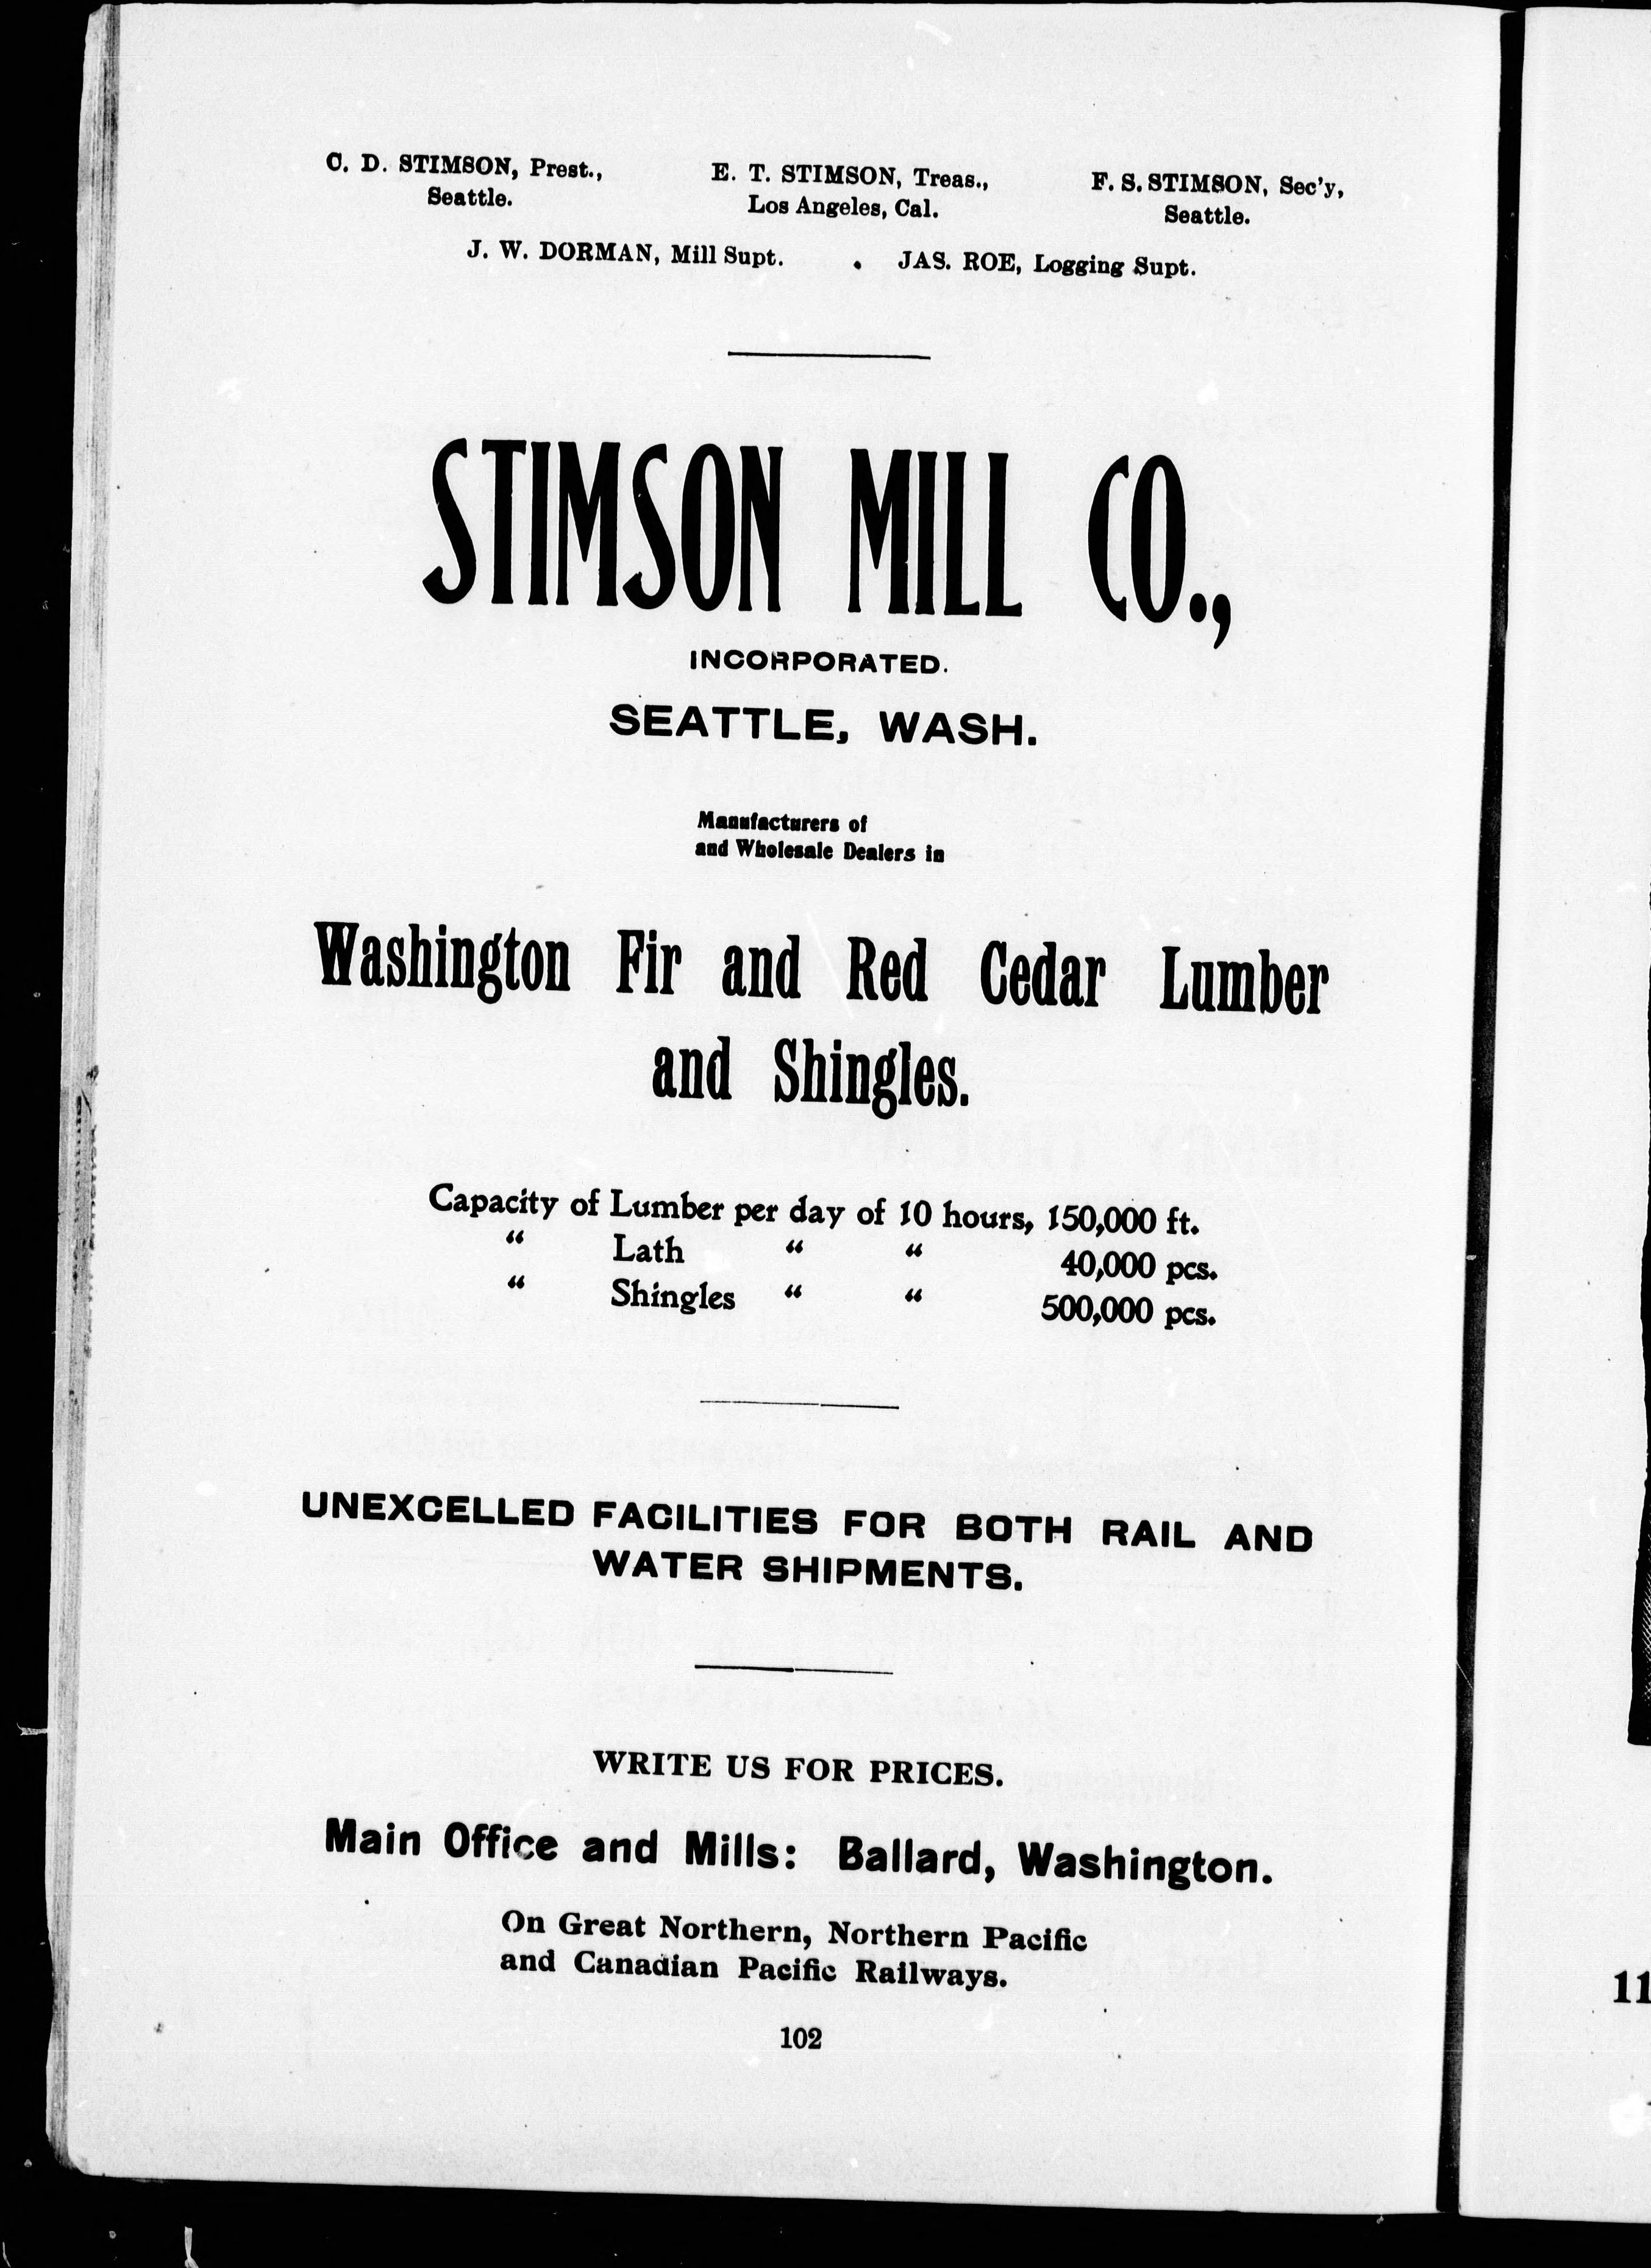 C. D. STIMSON, Prest., E. T. STIMSON, Treas., F. S. STIMSON, Sec'y,
Seattle. Los Angeles, Cal. Seattle.
J. W. DORMAN, Mill Supt. JAS. ROE, Logging Supt.
STIMSON MILL CO.,
INCORPORATED.
SEATTLE, WASH.
Manufacturers of
and Wholesale Dealers in
Washington Fir and Red Cedar Lumber
and Shingles.
Capacity of Lumber per day of 10 hours, 150,000 ft.
“ Lath “ “ 40,000 pcs.
“ Shingles “ “ 500,000 pcs.
UNEXCELLED FACILITIES FOR BOTH RAIL AND
WATER SHIPMENTS.
WRITE US FOR PRICES.
Main Office and Mills: Ballard, Washington.
On Great Northern, Northern Pacific
and Canadian Pacific Railways.
102
11